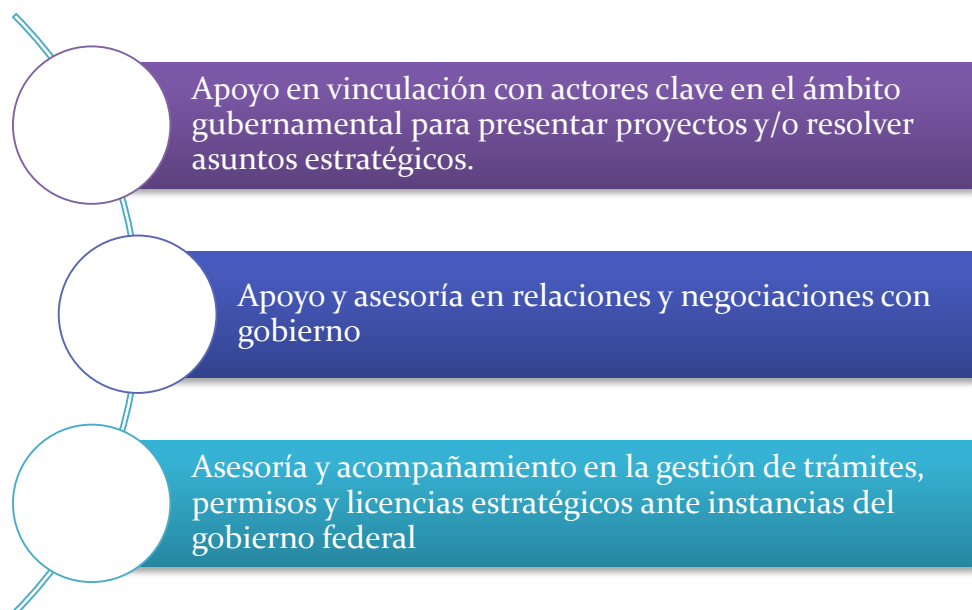 Apoyo en vinculación con actores clave en el ámbito
gubernamental para presentar proyectos y/o resolver
asuntos estratégicos.
Apoyo y asesoría en relaciones y negociaciones con
gobierno
Asesoría y acompañamiento en la gestión de trámites,
permisos y licencias estratégicos ante instancias del
gobierno federal